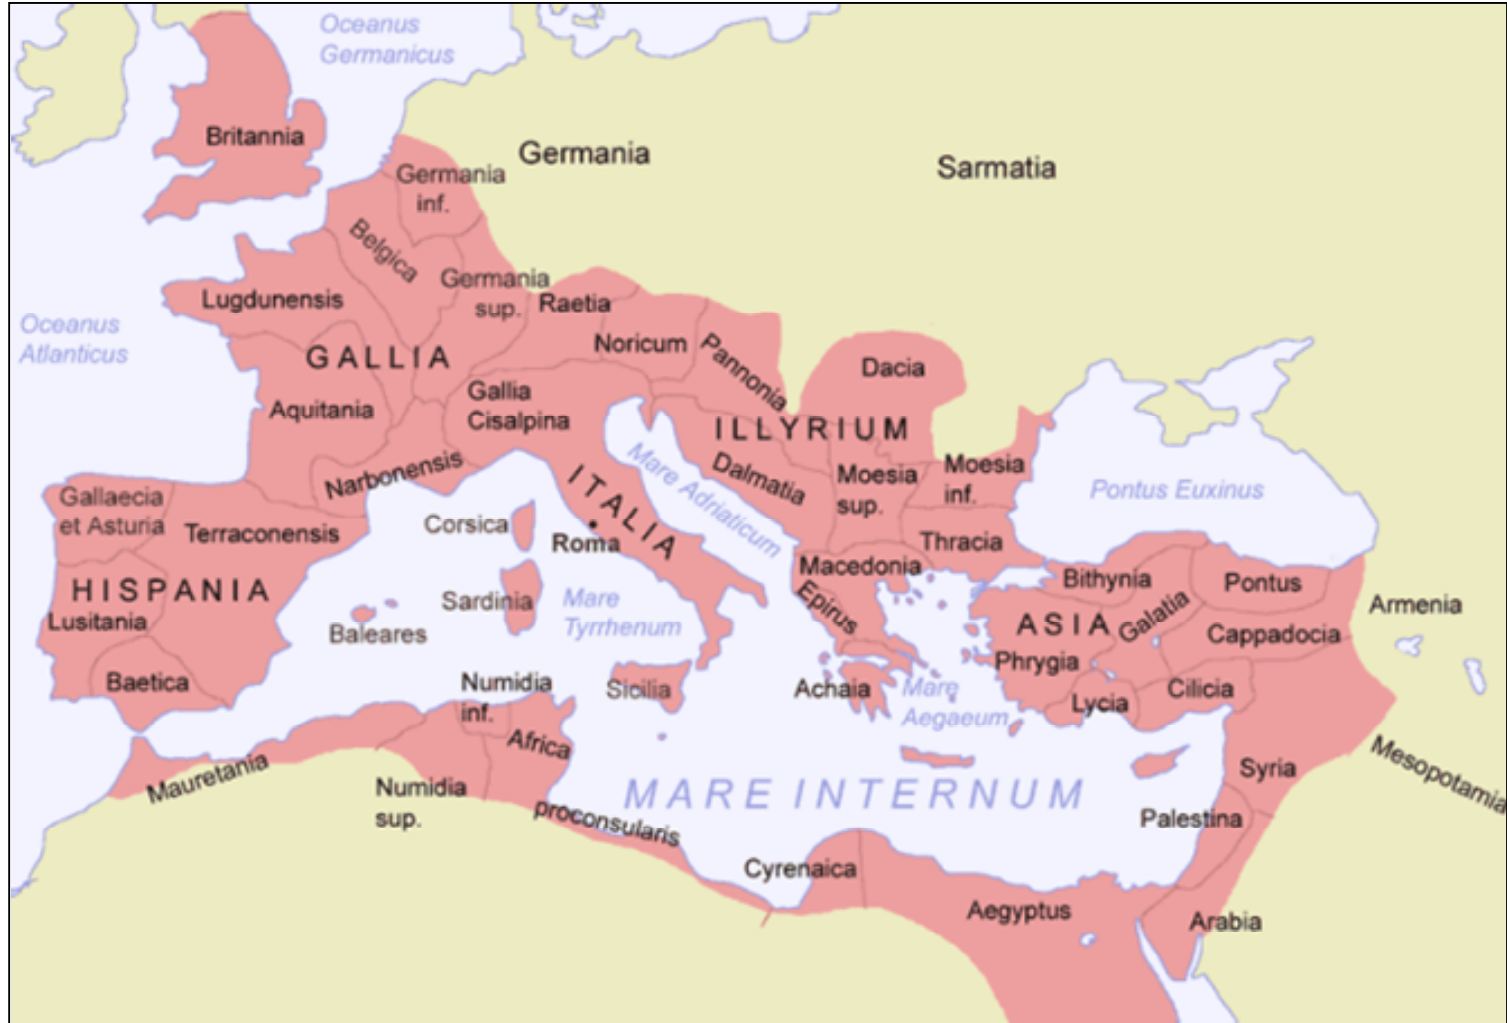 Oceanus
Germanicus
Britannia
Germania
Sarmatia
Germania
inf.
Belgica
Germania
sup.
Lugdunensis
Raetia
Oceanus
Atlanticus
GALLIA
Noricum
Pannonia
Dacia
Gallia
Cisalpina
Aquitania
ILLYRIUM
Narbonensis
Mare Adriaticum
Dalmatia
Moesia
sup.
Moesia
inf.
Pontus Euxinus
Gallaecia
et Asturia
Terraconensis
Corsica
ITALIA
Roma
Thracia
Macedonia
Bithynia
Pontus
HISPANIA
Lusitania
Sardinia
Mare
Tyrrhenum
Epirus
ASIA
Galatia
Armenia
Baleares
Cappadocia
Phrygia
Baetica
Numidia
inf.
Sicilia
Achaia
Mare
Aegaeum
Lycia
Cilicia
Africa
Mauretania
Numidia
sup.
proconsularis
MARE INTERNUM
Syria
Mesopotamia
Palestina
Cyrenaica
Aegyptus
Arabia